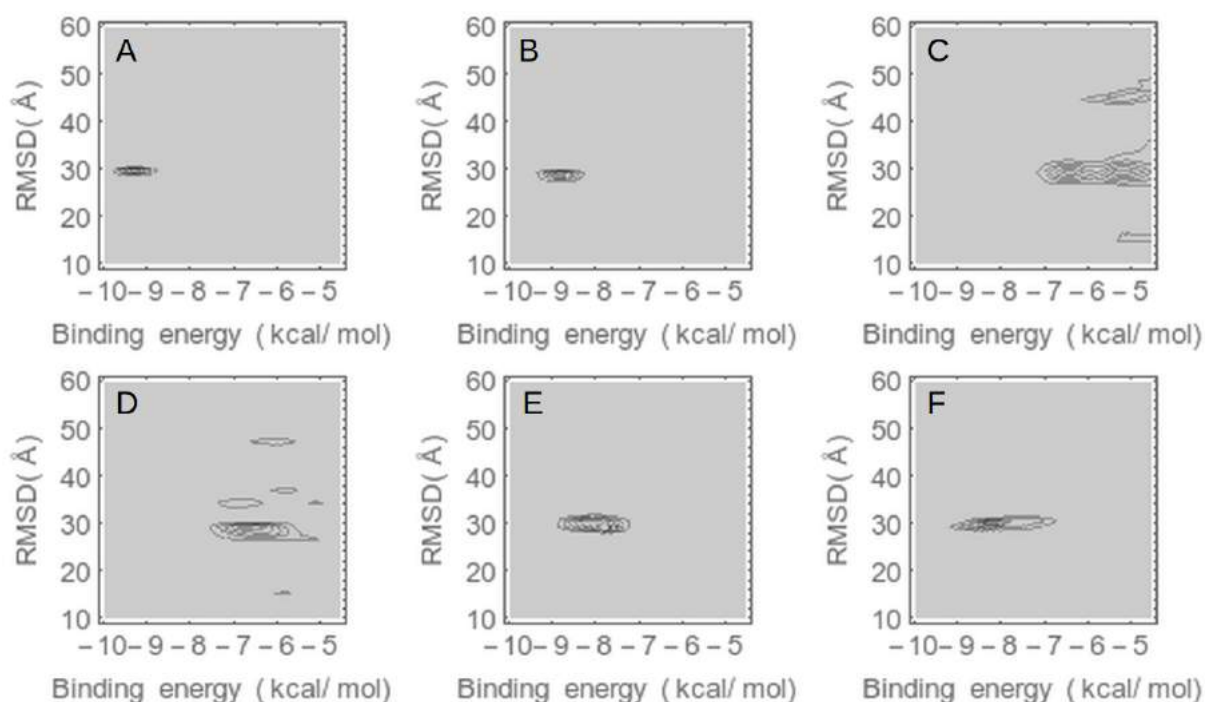 A B C
60 60 60
50 50 50
40 40 40
30 30 30
20 20 20
10 10 10
RMSD( Å) RMSD( Å) RMSD( Å)
– 10– 9 – 8 – 7 – 6 – 5 – 10– 9 – 8 – 7 – 6 – 5 – 10– 9 – 8 – 7 – 6 – 5
Binding energy ( kcal/ mol) Binding energy ( kcal/ mol) Binding energy ( kcal/ mol)
D E F
60 60 60
50 50 50
40 40 40
30 30 30
20 20 20
10 10 10
RMSD( Å) RMSD( Å) RMSD( Å)
– 10– 9 – 8 – 7 – 6 – 5 – 10– 9 – 8 – 7 – 6 – 5 – 10– 9 – 8 – 7 – 6 – 5
Binding energy ( kcal/ mol) Binding energy ( kcal/ mol) Binding energy ( kcal/ mol)